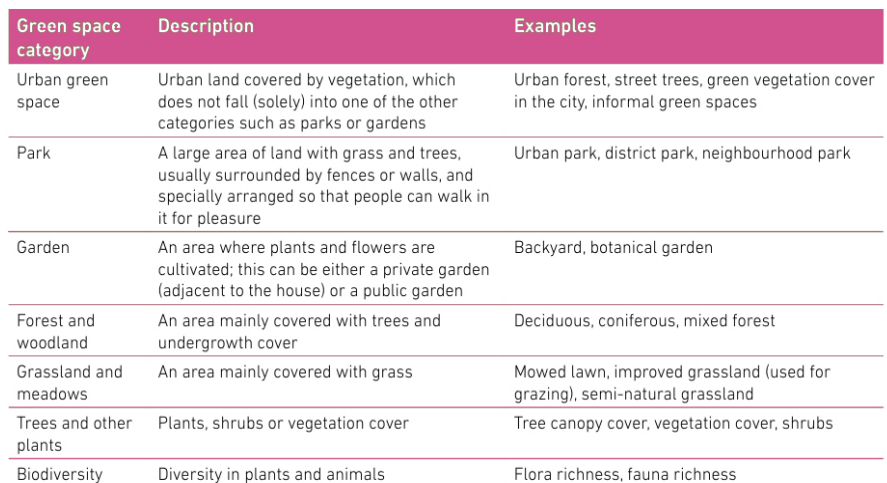 Green space category
Description
Examples
Urban green space
Urban land covered by vegetation, which
does not fall (solely) into one of the other
categories such as parks or gardens
Urban forest, street trees, green vegetation cover
in the city, informal green spaces
Park
A large area of land with grass and trees,
usually surrounded by fences or walls, and
specially arranged so that people can walk in
it for pleasure
Urban park, district park, neighbourhood park
Garden
An area where plants and flowers are
cultivated; this can be either a private garden
(adjacent to the house) or a public garden
Backyard, botanical garden
Forest and
woodland
An area mainly covered with trees and
undergrowth cover
Deciduous, coniferous, mixed forest
Grassland and
meadows
An area mainly covered with grass
Mowed lawn, improved grassland (used for
grazing), semi-natural grassland
Trees and other
plants
Plants, shrubs or vegetation cover
Tree canopy cover, vegetation cover, shrubs
Biodiversity
Diversity in plants and animals
Flora richness, fauna richness